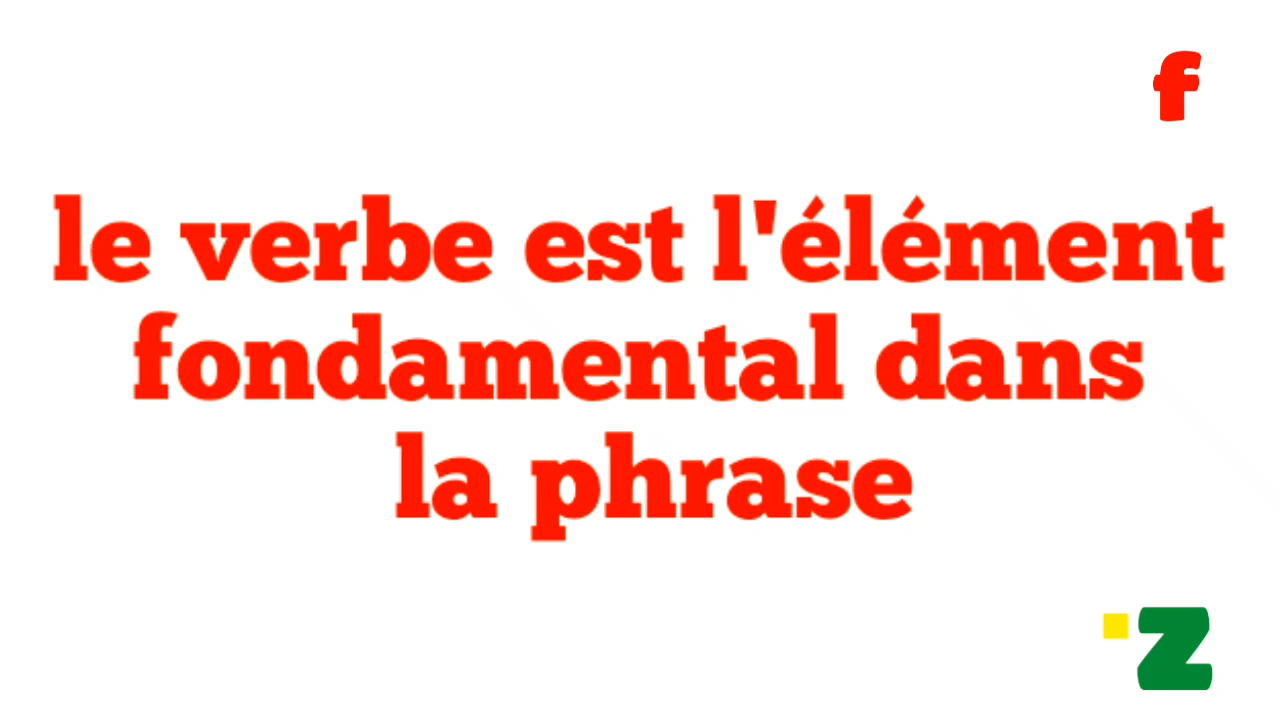 f
le verbe est l'élément
fondamental dans
la phrase
z